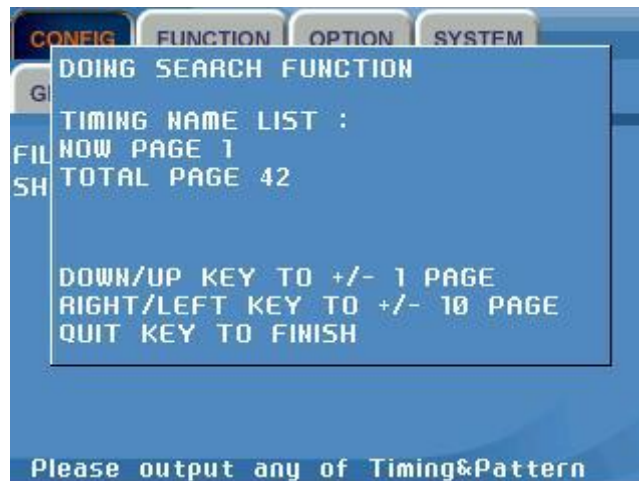 CONFIG FUNCTION OPTION SYSTEM
DOING SEARCH FUNCTION
TIMING NAME LIST :
NOW PAGE 1
TOTAL PAGE 42
DOWN/UP KEY TO +/- 1 PAGE
RIGHT/LEFT KEY TO +/- 10 PAGE
QUIT KEY TO FINISH
Please output any of Timing&Pattern